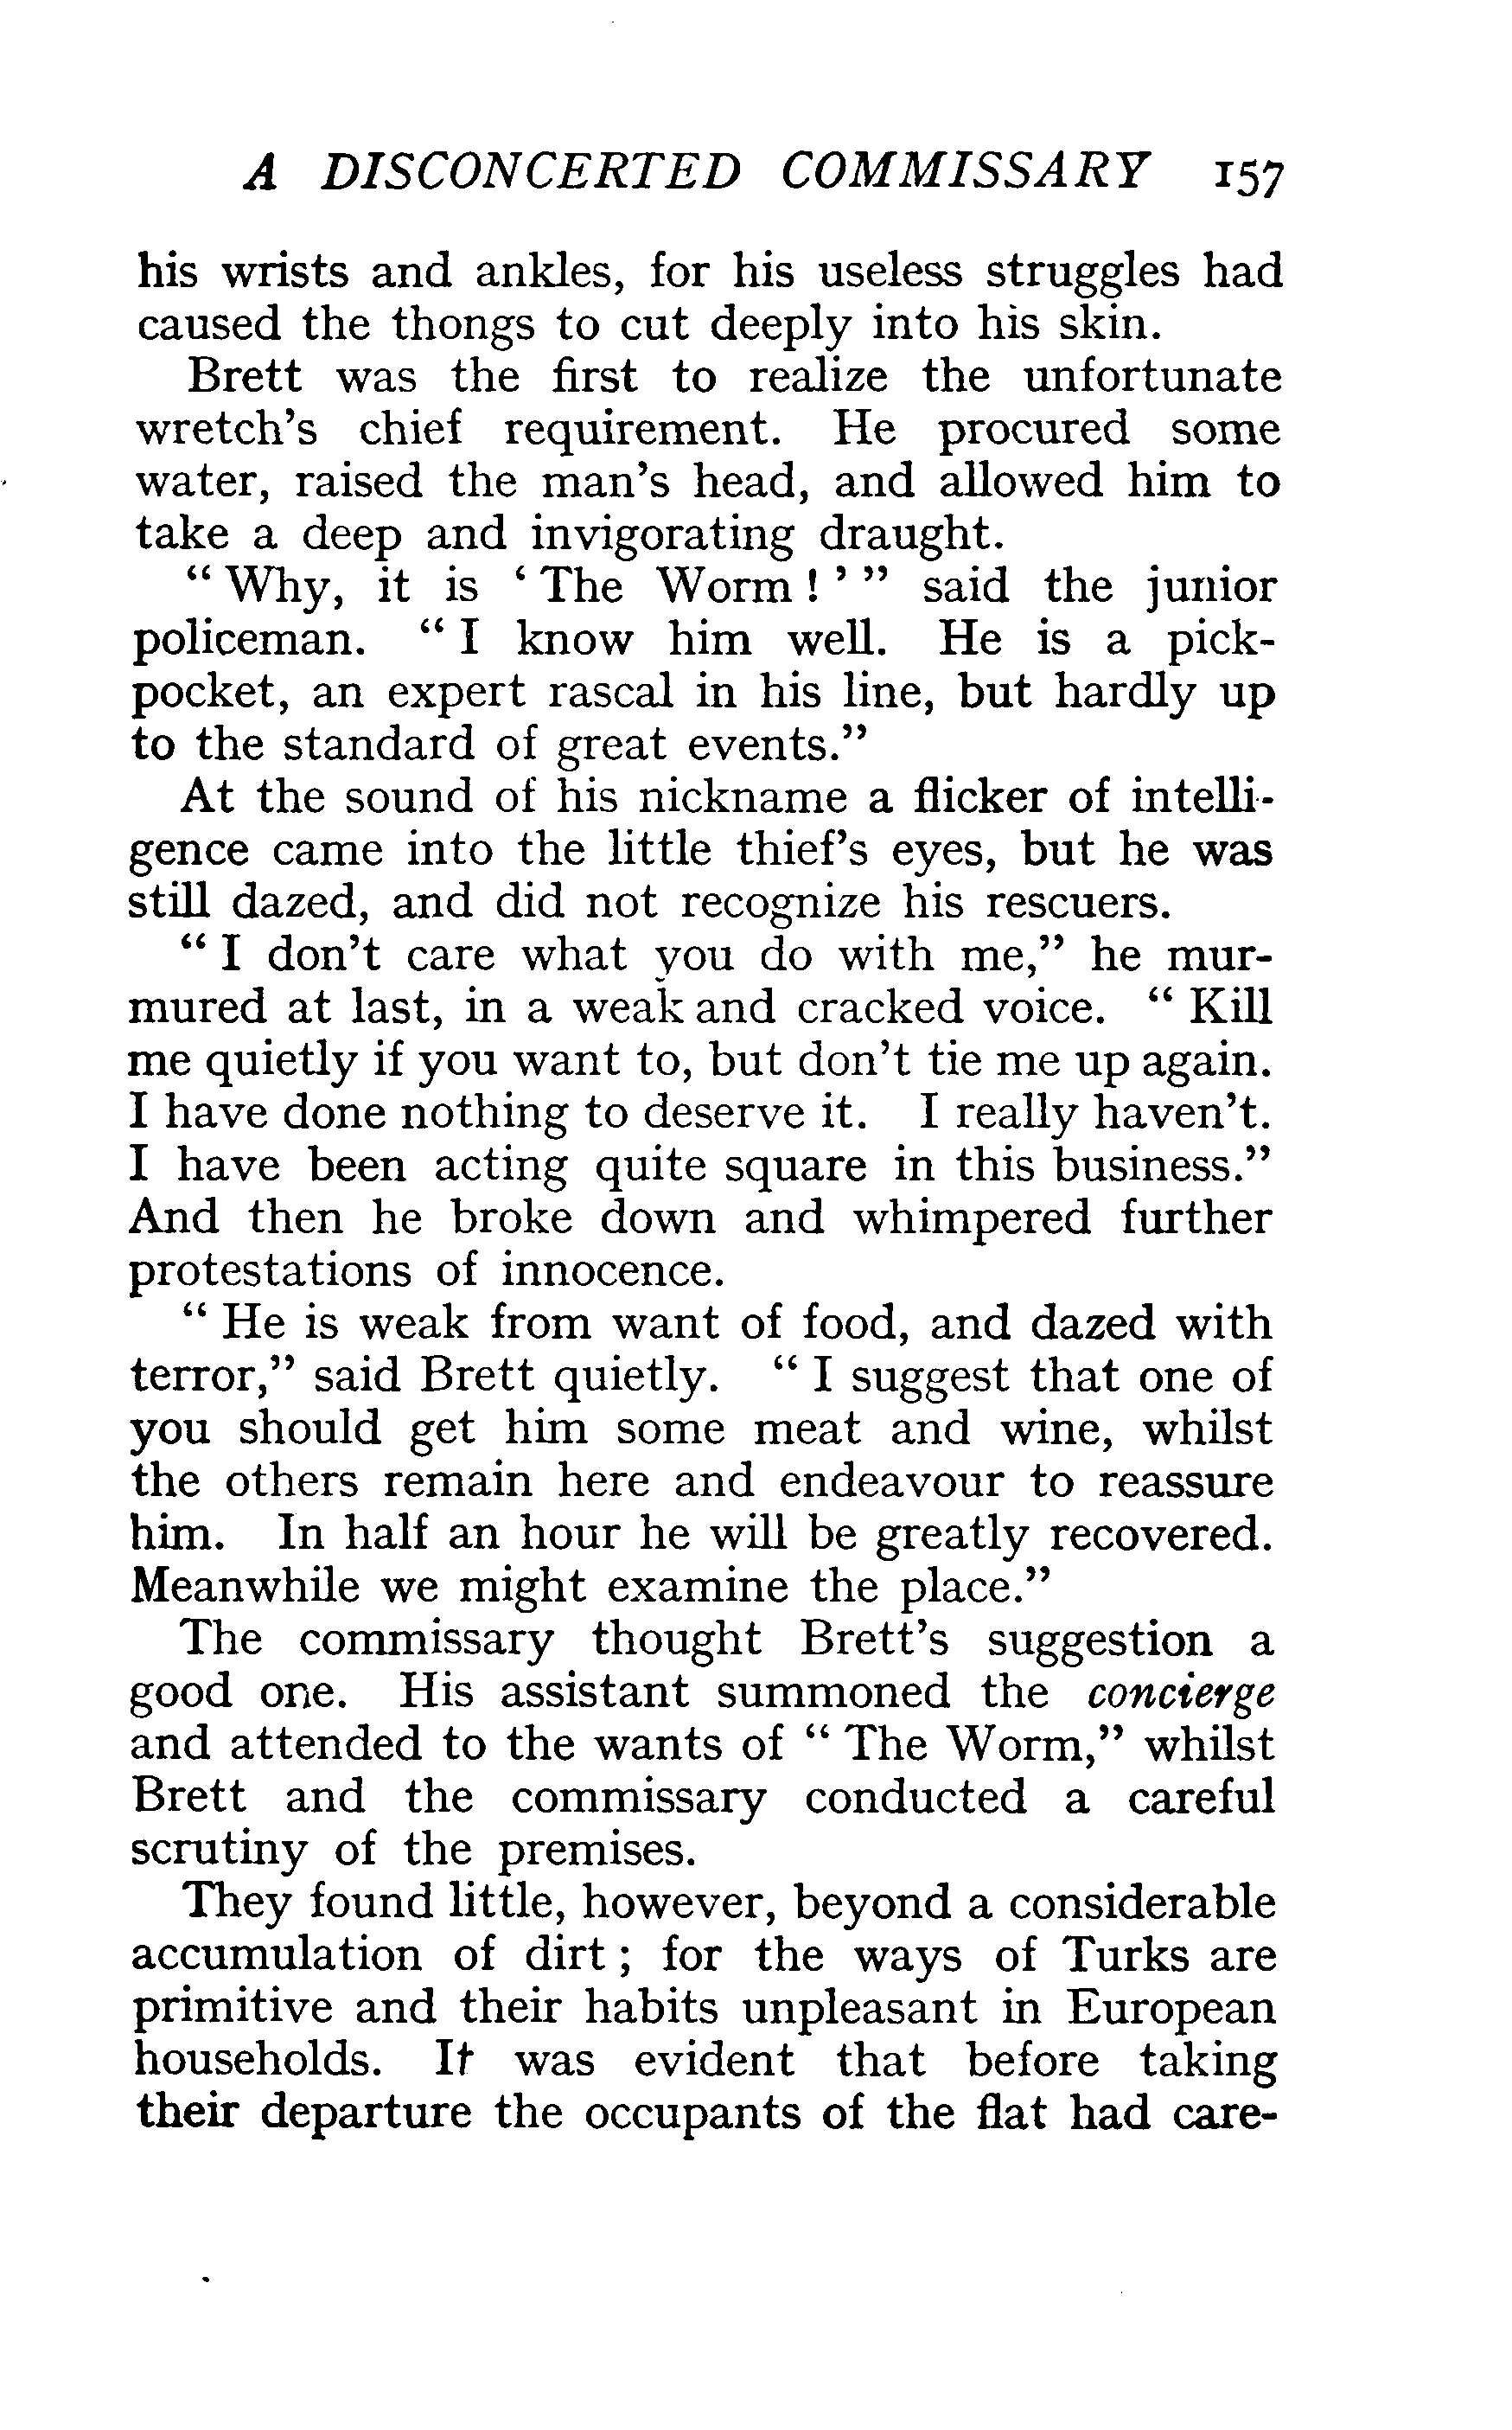 A DISCONCERTED COMMISSARY 157
his wrists and ankles, for his useless struggles had
caused the thongs to cut deeply into his skin.
Brett was the first to realize the unfortunate
wretch's chief requirement. He procured some
water, raised the man's head, and allowed him to
take a deep and invigorating draught.
“ Why, it is ‘ The Worm ! ’ ” said the junior
policeman. “ I know him well. He is a pick-
pocket, an expert rascal in his line, but hardly up
to the standard of great events.”
At the sound of his nickname a flicker of intelli-
gence came into the little thief's eyes, but he was
still dazed, and did not recognize his rescuers.
“ I don't care what you do with me,” he mur-
mured at last, in a weak and cracked voice. “ Kill
me quietly if you want to, but don't tie me up again.
I have done nothing to deserve it. I really haven't.
I have been acting quite square in this business.”
And then he broke down and whimpered further
protestations of innocence.
“ He is weak from want of food, and dazed with
terror,” said Brett quietly. “ I suggest that one of
you should get him some meat and wine, whilst
the others remain here and endeavour to reassure
him. In half an hour he will be greatly recovered.
Meanwhile we might examine the place.”
The commissary thought Brett's suggestion a
good one. His assistant summoned the concierge
and attended to the wants of “ The Worm,” whilst
Brett and the commissary conducted a careful
scrutiny of the premises.
They found little, however, beyond a considerable
accumulation of dirt ; for the ways of Turks are
primitive and their habits unpleasant in European
households. It was evident that before taking
their departure the occupants of the flat had care-